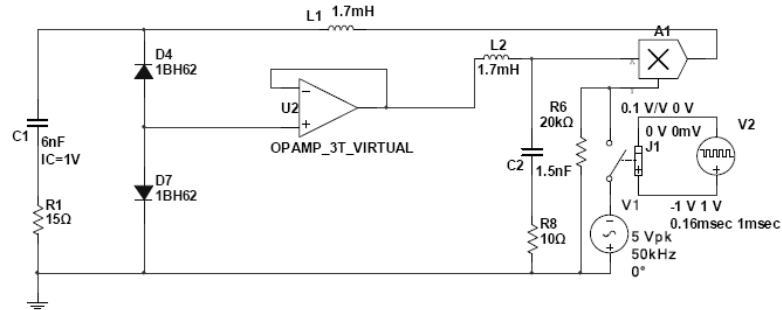 L1
1.7mH
A1
D4
1BH62
L2
1.7mH
X
Y
U2
OPAMP_3T_VIRTUAL
C1
6nF
IC=1V
R6
20kΩ
0.1 V/V 0 V
0 V 0mV
J1
V2
C2
1.5nF
D7
1BH62
R1
15Ω
V1
-1 V 1 V
0.16msec 1msec
R8
10Ω
5 Vpk
50kHz
0°